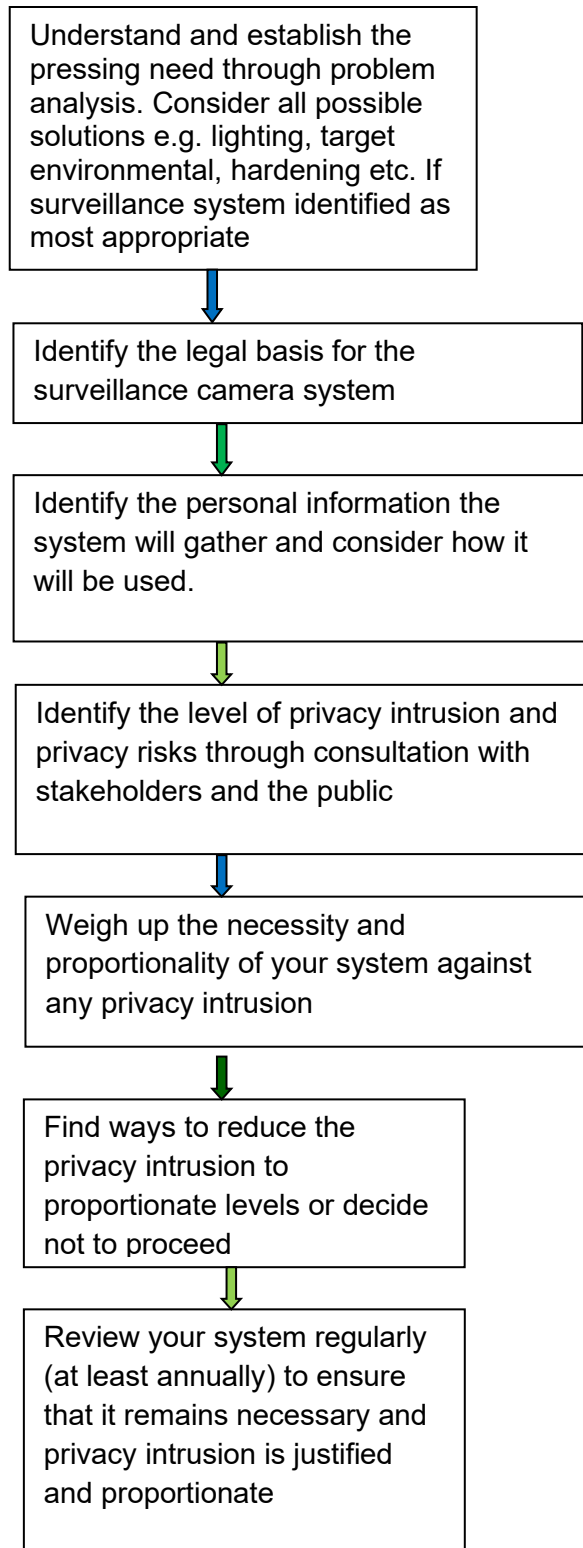 Understand and establish the
pressing need through problem
analysis. Consider all possible
solutions e.g. lighting, target
environmental, hardening etc. If
surveillance system identified as
most appropriate
Identify the legal basis for the
surveillance camera system
Identify the personal information the
system will gather and consider how it
will be used.
Identify the level of privacy intrusion and
privacy risks through consultation with
stakeholders and the public
Weigh up the necessity and
proportionality of your system against
any privacy intrusion
Find ways to reduce the
privacy intrusion to
proportionate levels or decide
not to proceed
Review your system regularly
(at least annually) to ensure
that it remains necessary and
privacy intrusion is justified
and proportionate